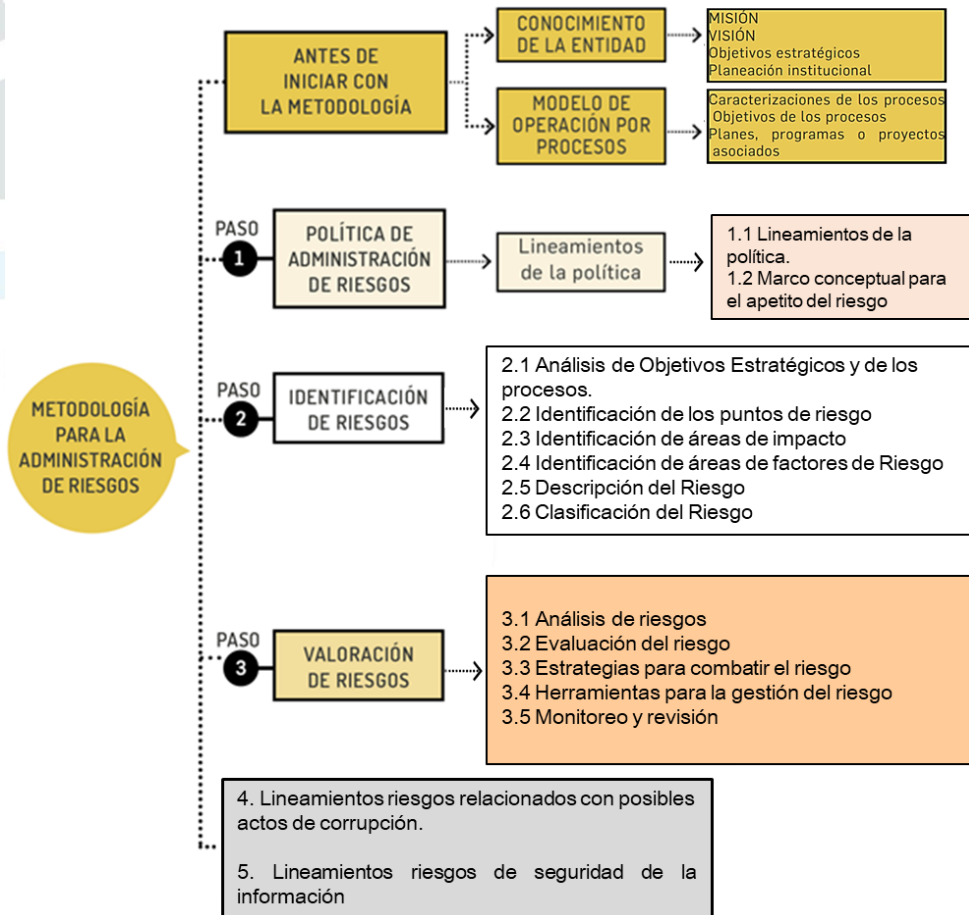 METODOLOGÍA
PARA LA
ADMINISTRACIÓN
DE RIESGOS
ANTES DE
INICIAR CON
LA METODOLOGÍA
CONOCIMIENTO
DE LA ENTIDAD
MISIÓN
VISIÓN
Objetivos estratégicos
Planeación institucional
MODELO DE
OPERACIÓN POR
PROCESOS
Caracterizaciones de los procesos
Objetivos de los procesos
Planes, programas o proyectos
asociados
PASO
1
POLÍTICA DE
ADMINISTRACIÓN
DE RIESGOS
Lineamientos
de la política
1.1 Lineamientos de la
política.
1.2 Marco conceptual para
el apetito del riesgo
PASO
2
IDENTIFICACIÓN
DE RIESGOS
2.1 Análisis de Objetivos Estratégicos y de los
procesos.
2.2 Identificación de los puntos de riesgo
2.3 Identificación de áreas de impacto
2.4 Identificación de áreas de factores de Riesgo
2.5 Descripción del Riesgo
2.6 Clasificación del Riesgo
PASO
3
VALORACIÓN
DE RIESGOS
3.1 Análisis de riesgos
3.2 Evaluación del riesgo
3.3 Estrategias para combatir el riesgo
3.4 Herramientas para la gestión del riesgo
3.5 Monitoreo y revisión
4. Lineamientos riesgos relacionados con posibles
actos de corrupción.
5. Lineamientos riesgos de seguridad de la
información